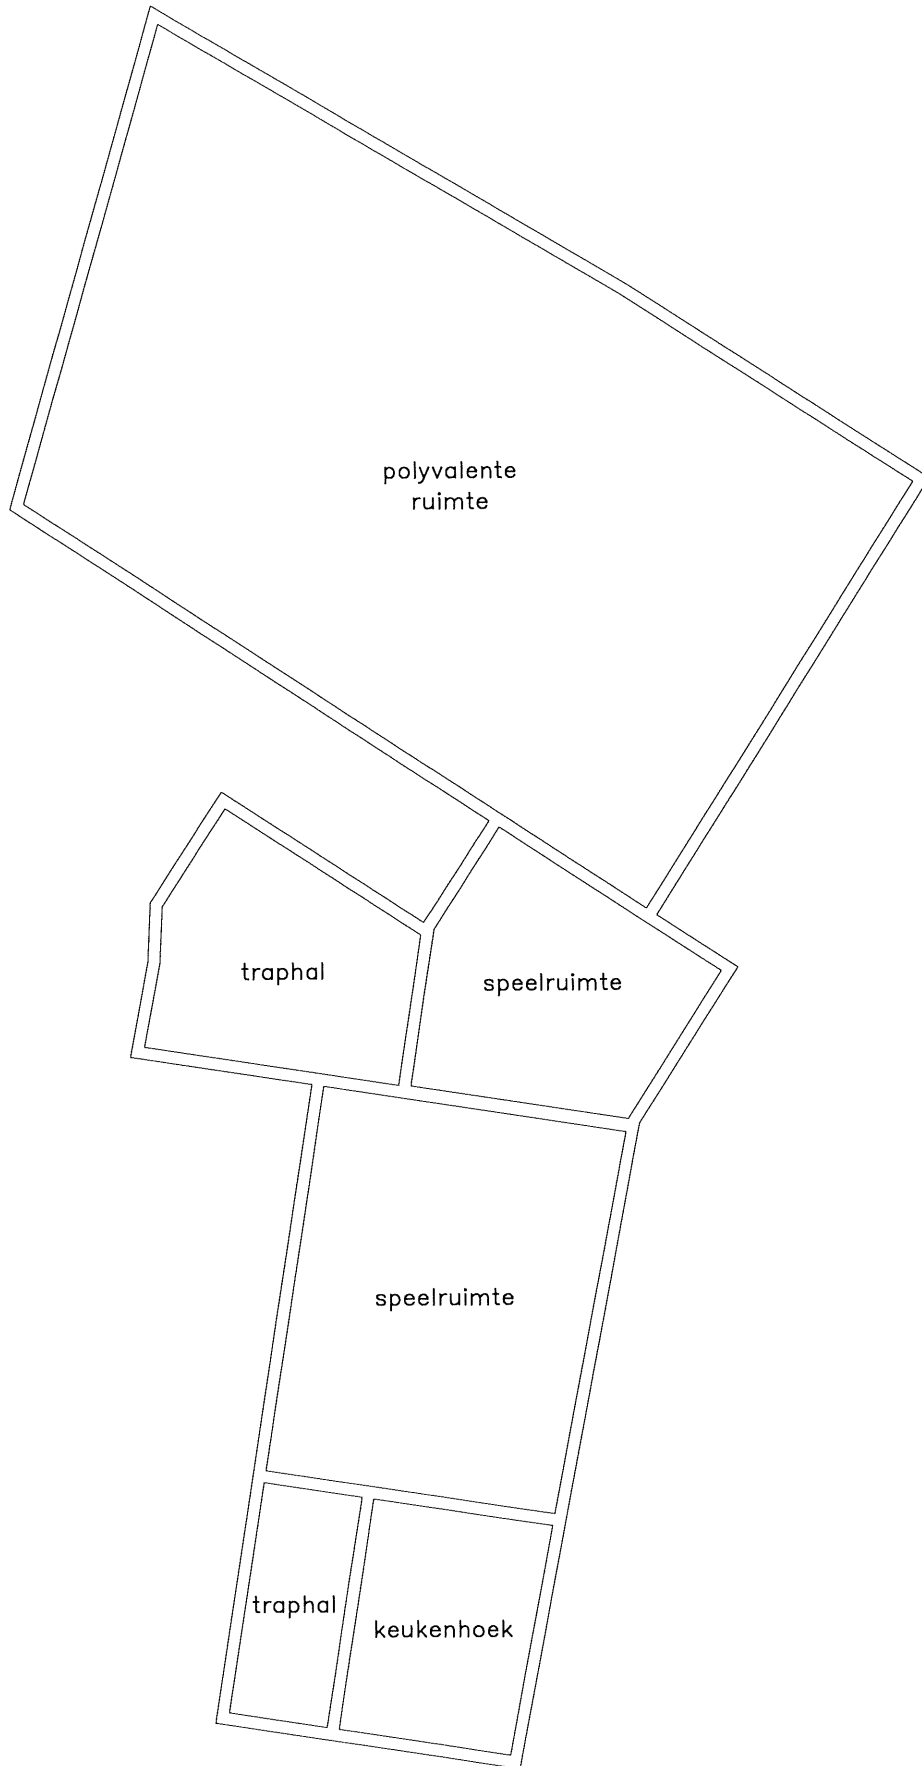 polyvalente
ruimte
traphal
speelruimte
speelruimte
traphal
keukenhoek